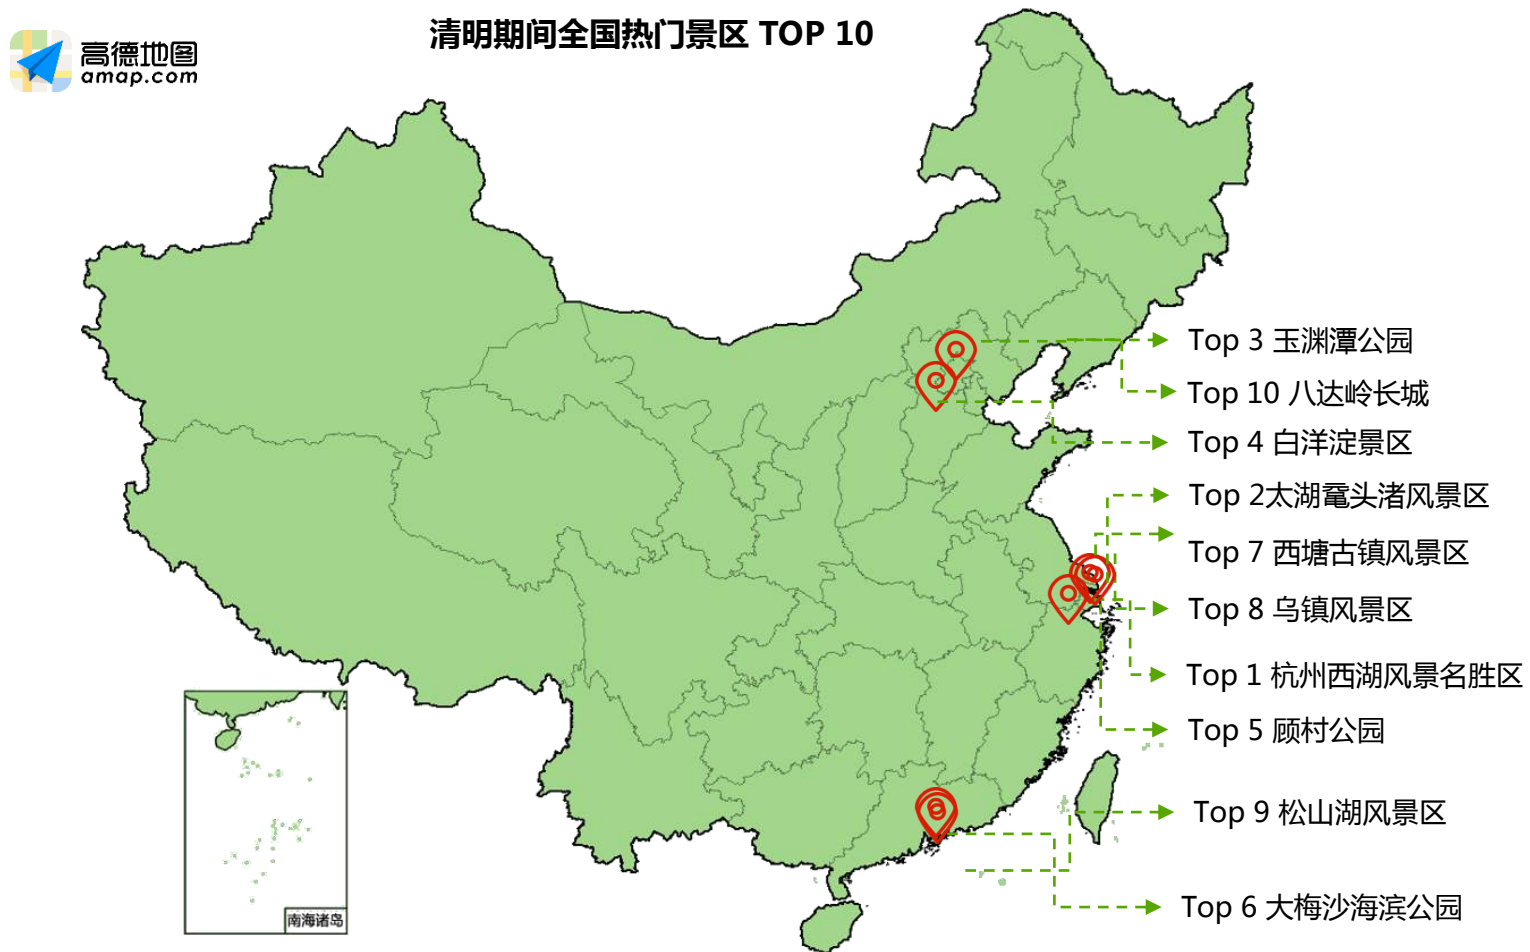 清明期间全国热门景区 TOP 10
高德地图
amap.com
Top 3 玉渊潭公园
Top 10 八达岭长城
Top 4 白洋淀景区
Top 2太湖鼋头渚风景区
Top 7 西塘古镇风景区
Top 8 乌镇风景区
Top 1 杭州西湖风景名胜区
Top 5 顾村公园
Top 9 松山湖风景区
Top 6 大梅沙海滨公园
南海诸岛